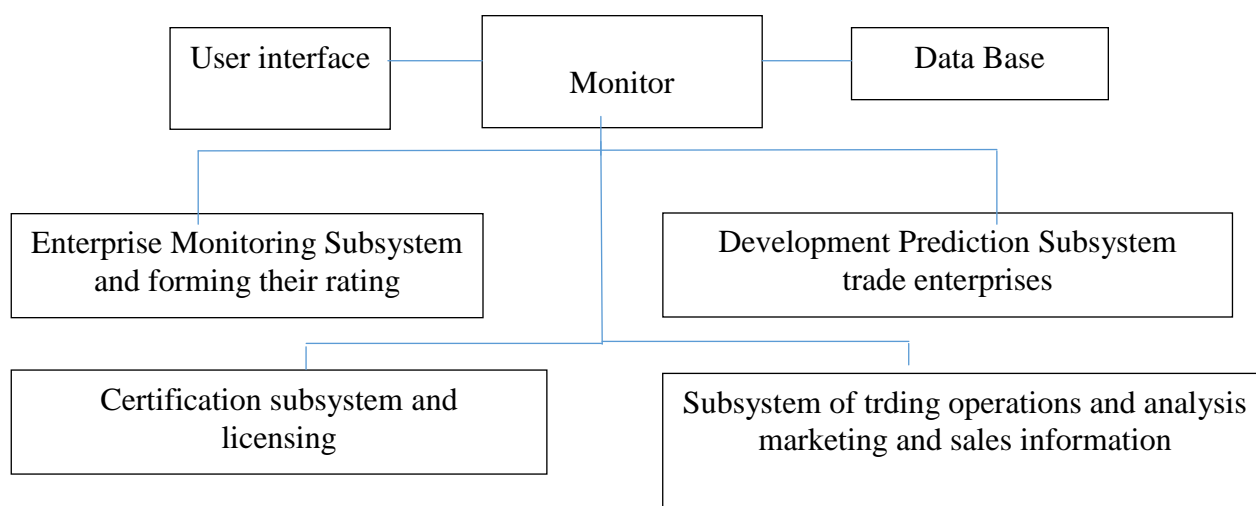 User interface
Monitor
Data Base
Enterprise Monitoring Subsystem
and forming their rating
Development Prediction Subsystem
trade enterprises
Certification subsystem and
licensing
Subsystem of trding operations and analysis
marketing and sales information